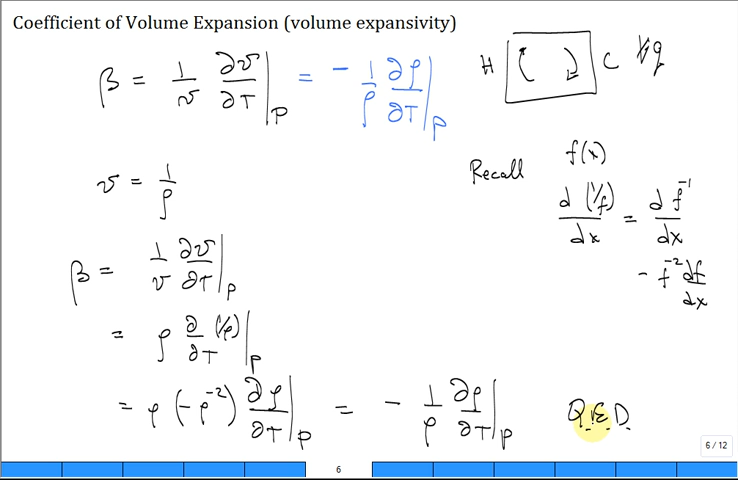 Coefficient of Volume Expansion (volume expansivity)
β = 1/v ∂v/∂T|P = - 1/ρ ∂ρ/∂T|P
H C g
v = 1/ρ
Recall f(x)
d (1/f)/dx = d f⁻¹/dx
- f⁻² df/dx
β = 1/v ∂v/∂T|P
= ρ ∂/∂T (1/ρ)|P
= ρ (-ρ⁻²) ∂ρ/∂T|P = - 1/ρ ∂ρ/∂T|P
Q.E.D.
6 / 12
6